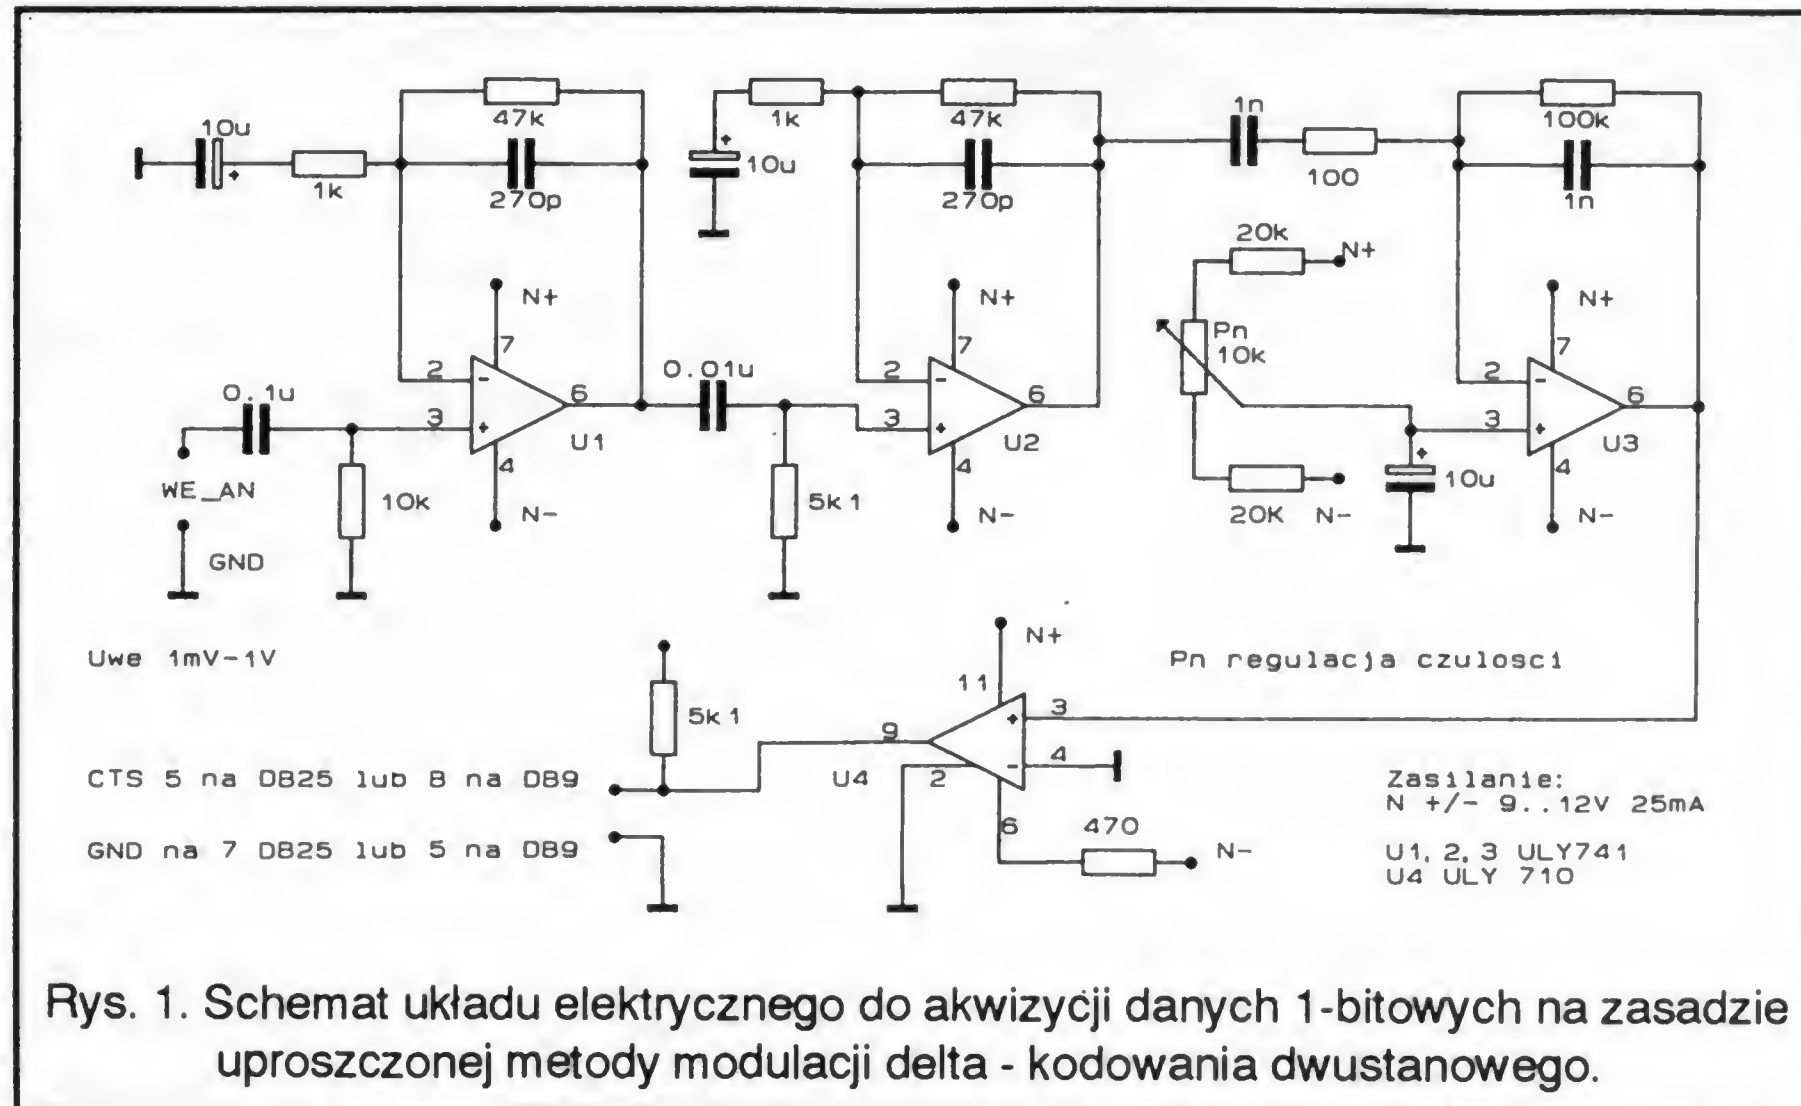 10u
1k
47k
270p
N+
7
2
-
6
3
+
U1
4
N-
0.1u
WE_AN
GND
10k
1k
10u
47k
270p
N+
7
0.01u
2
-
6
3
+
U2
4
N-
5k1
1n
100
100k
1n
20k
N+
Pn
10k
20K
N-
+
10u
N+
7
2
-
6
3
+
U3
4
N-
Uwe 1mV-1V
Pn regulacja czulosci
5k1
N+
11
3
+
9
4
-
U4
2
6
470
N-
CTS 5 na DB25 lub 8 na DB9
GND na 7 DB25 lub 5 na DB9
Zasilanie:
N +/- 9..12V 25mA
U1,2,3 ULY741
U4 ULY 710
Rys. 1. Schemat układu elektrycznego do akwizycji danych 1-bitowych na zasadzie
uproszczonej metody modulacji delta - kodowania dwustanowego.